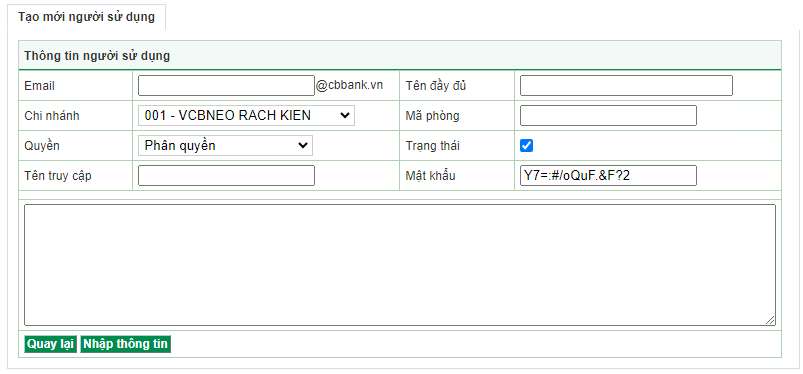 Tạo mới người sử dụng
Thông tin người sử dụng
Email @cbbank.vn Tên đầy đủ
Chi nhánh 001 - VCBNEO RACH KIEN Mã phòng
Quyền Phân quyền Trạng thái
Tên truy cập Mật khẩu Y7=:#/oQuF.&F?2
Quay lại Nhập thông tin